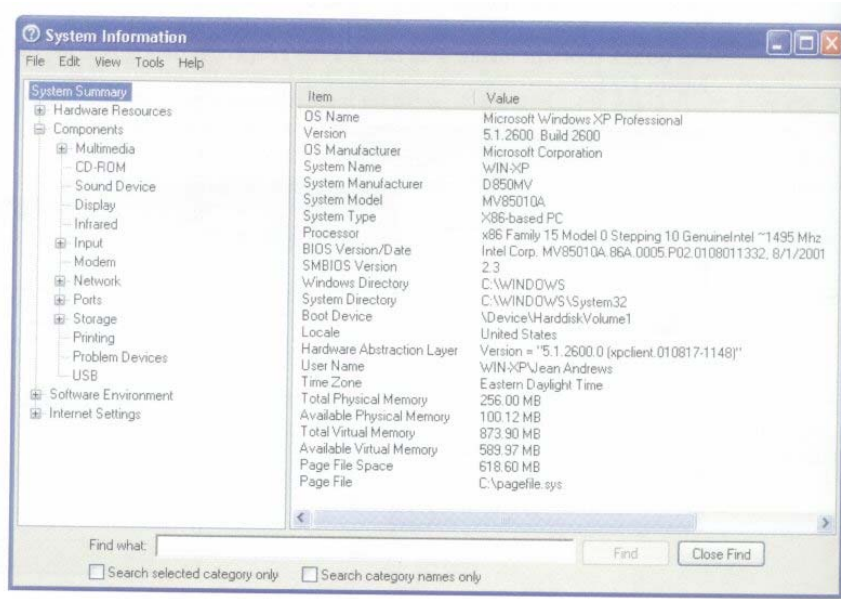 System Information
File Edit View Tools Help
System Summary
Hardware Resources
Components
Multimedia
CD-ROM
Sound Device
Display
Infrared
Input
Modem
Network
Ports
Storage
Printing
Problem Devices
USB
Software Environment
Internet Settings
Item Value
OS Name Microsoft Windows XP Professional
Version 5.1.2600 Build 2600
OS Manufacturer Microsoft Corporation
System Name WIN-XP
System Manufacturer D850MV
System Model MV85010A
System Type X86-based PC
Processor x86 Family 15 Model 0 Stepping 10 GenuineIntel ~1495 Mhz
BIOS Version/Date Intel Corp. MV85010A.86A.0005.P02.0108011332, 8/1/2001
SMBIOS Version 2.3
Windows Directory C:\WINDOWS
System Directory C:\WINDOWS\System32
Boot Device \Device\HarddiskVolume1
Locale United States
Hardware Abstraction Layer Version = "5.1.2600.0 (xpclient.010817-1148)"
User Name WIN-XP\Jean Andrews
Time Zone Eastern Daylight Time
Total Physical Memory 256.00 MB
Available Physical Memory 100.12 MB
Total Virtual Memory 873.90 MB
Available Virtual Memory 589.97 MB
Page File Space 618.60 MB
Page File C:\pagefile.sys
Find what:
Find Close Find
Search selected category only Search category names only